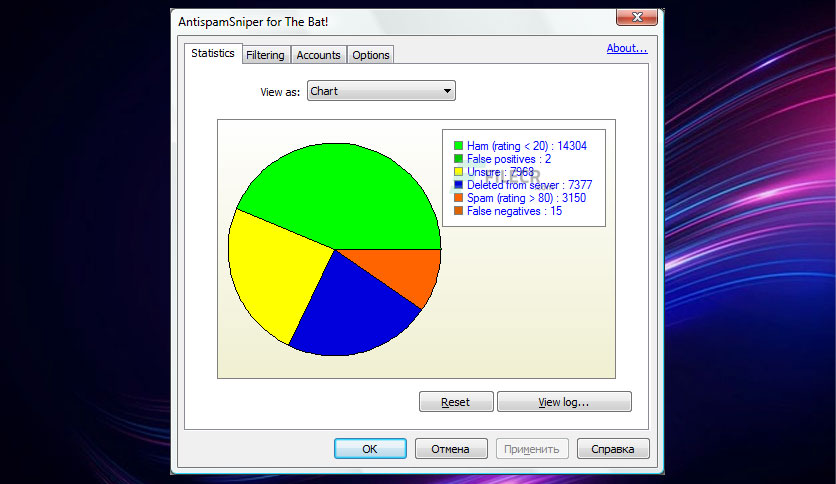 AntispamSniper for The Bat!
Statistics Filtering Accounts Options About...
View as: Chart
Ham (rating < 20) : 14304
False positives : 2
Unsure : 7968
FILECR
Deleted from server : 7377
Spam (rating > 80) : 3150
False negatives : 15
Reset View log...
OK Отмена Применить Справка